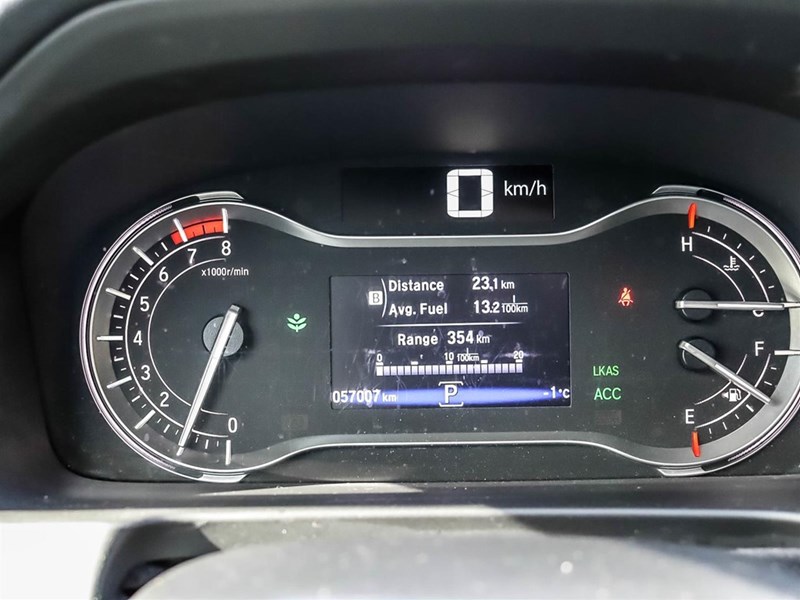 0 km/h
8
7
6
5
4
3
2
0
x1000r/min
B
Distance 23.1 km
Avg. Fuel 13.2 l/100km
Range 354 km
0 10 l/100km 20
057007 km P -1°C
LKAS
ACC
H
C
F
E